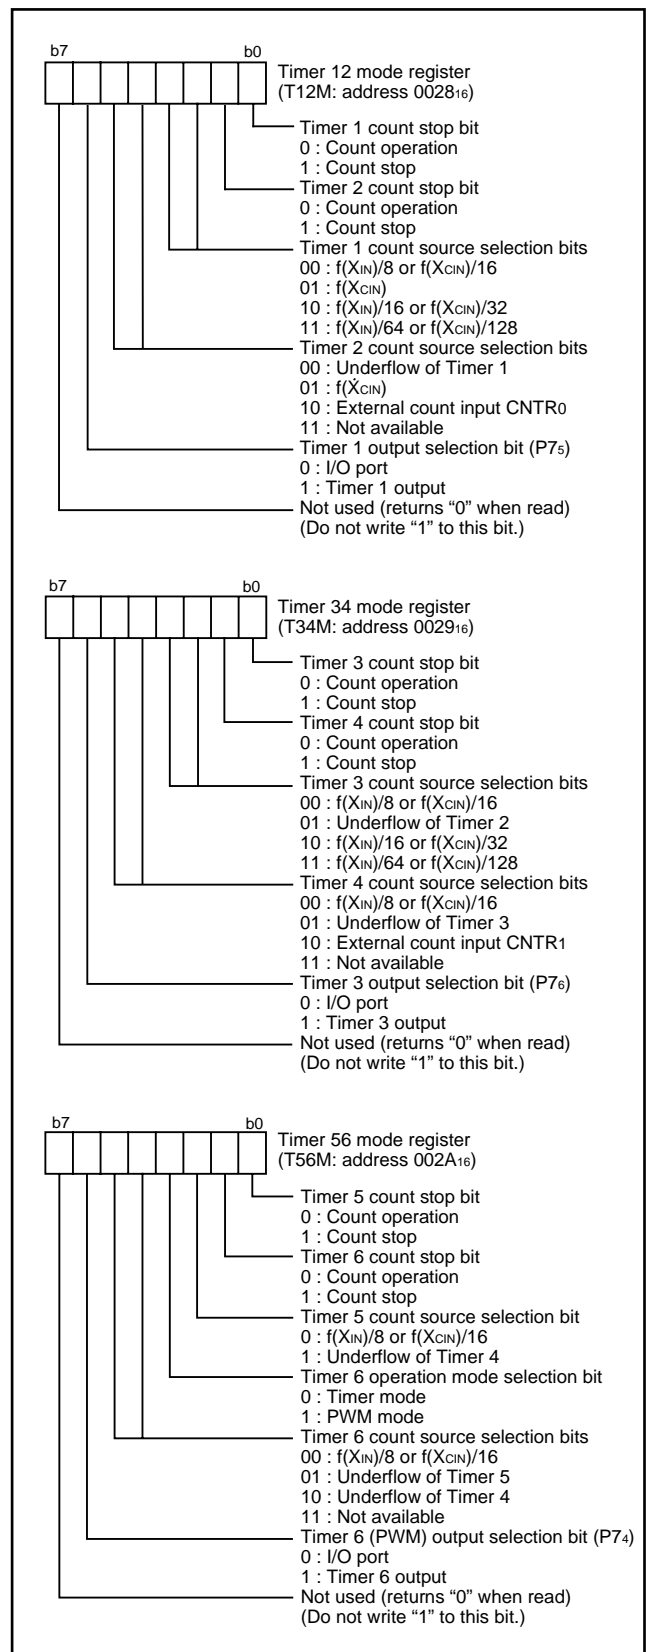 b7 b0
Timer 12 mode register
(T12M: address 0028₁₆)
Timer 1 count stop bit
0 : Count operation
1 : Count stop
Timer 2 count stop bit
0 : Count operation
1 : Count stop
Timer 1 count source selection bits
00 : f(XIN)/8 or f(XCIN)/16
01 : f(XCIN)
10 : f(XIN)/16 or f(XCIN)/32
11 : f(XIN)/64 or f(XCIN)/128
Timer 2 count source selection bits
00 : Underflow of Timer 1
01 : f(ẊCIN)
10 : External count input CNTR0
11 : Not available
Timer 1 output selection bit (P7₅)
0 : I/O port
1 : Timer 1 output
Not used (returns “0” when read)
(Do not write “1” to this bit.)
b7 b0
Timer 34 mode register
(T34M: address 0029₁₆)
Timer 3 count stop bit
0 : Count operation
1 : Count stop
Timer 4 count stop bit
0 : Count operation
1 : Count stop
Timer 3 count source selection bits
00 : f(XIN)/8 or f(XCIN)/16
01 : Underflow of Timer 2
10 : f(XIN)/16 or f(XCIN)/32
11 : f(XIN)/64 or f(XCIN)/128
Timer 4 count source selection bits
00 : f(XIN)/8 or f(XCIN)/16
01 : Underflow of Timer 3
10 : External count input CNTR1
11 : Not available
Timer 3 output selection bit (P7₆)
0 : I/O port
1 : Timer 3 output
Not used (returns “0” when read)
(Do not write “1” to this bit.)
b7 b0
Timer 56 mode register
(T56M: address 002A₁₆)
Timer 5 count stop bit
0 : Count operation
1 : Count stop
Timer 6 count stop bit
0 : Count operation
1 : Count stop
Timer 5 count source selection bit
0 : f(XIN)/8 or f(XCIN)/16
1 : Underflow of Timer 4
Timer 6 operation mode selection bit
0 : Timer mode
1 : PWM mode
Timer 6 count source selection bits
00 : f(XIN)/8 or f(XCIN)/16
01 : Underflow of Timer 5
10 : Underflow of Timer 4
11 : Not available
Timer 6 (PWM) output selection bit (P7₄)
0 : I/O port
1 : Timer 6 output
Not used (returns “0” when read)
(Do not write “1” to this bit.)